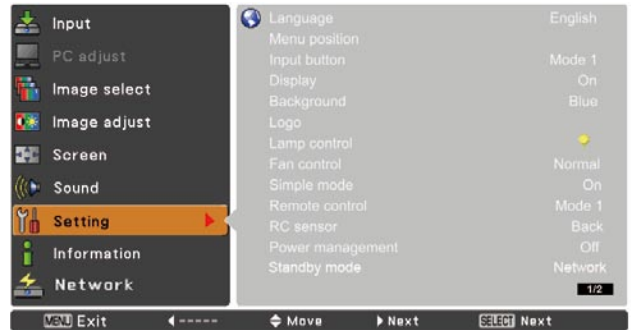 Input
PC adjust
Image select
Image adjust
Screen
Sound
Setting
Information
Network
Language English
Menu position
Input button Mode 1
Display On
Background Blue
Logo
Lamp control
Fan control Normal
Simple mode On
Remote control Mode 1
RC sensor Back
Power management Off
Standby mode Network
1/2
MENU Exit ----- Move Next SELECT Next